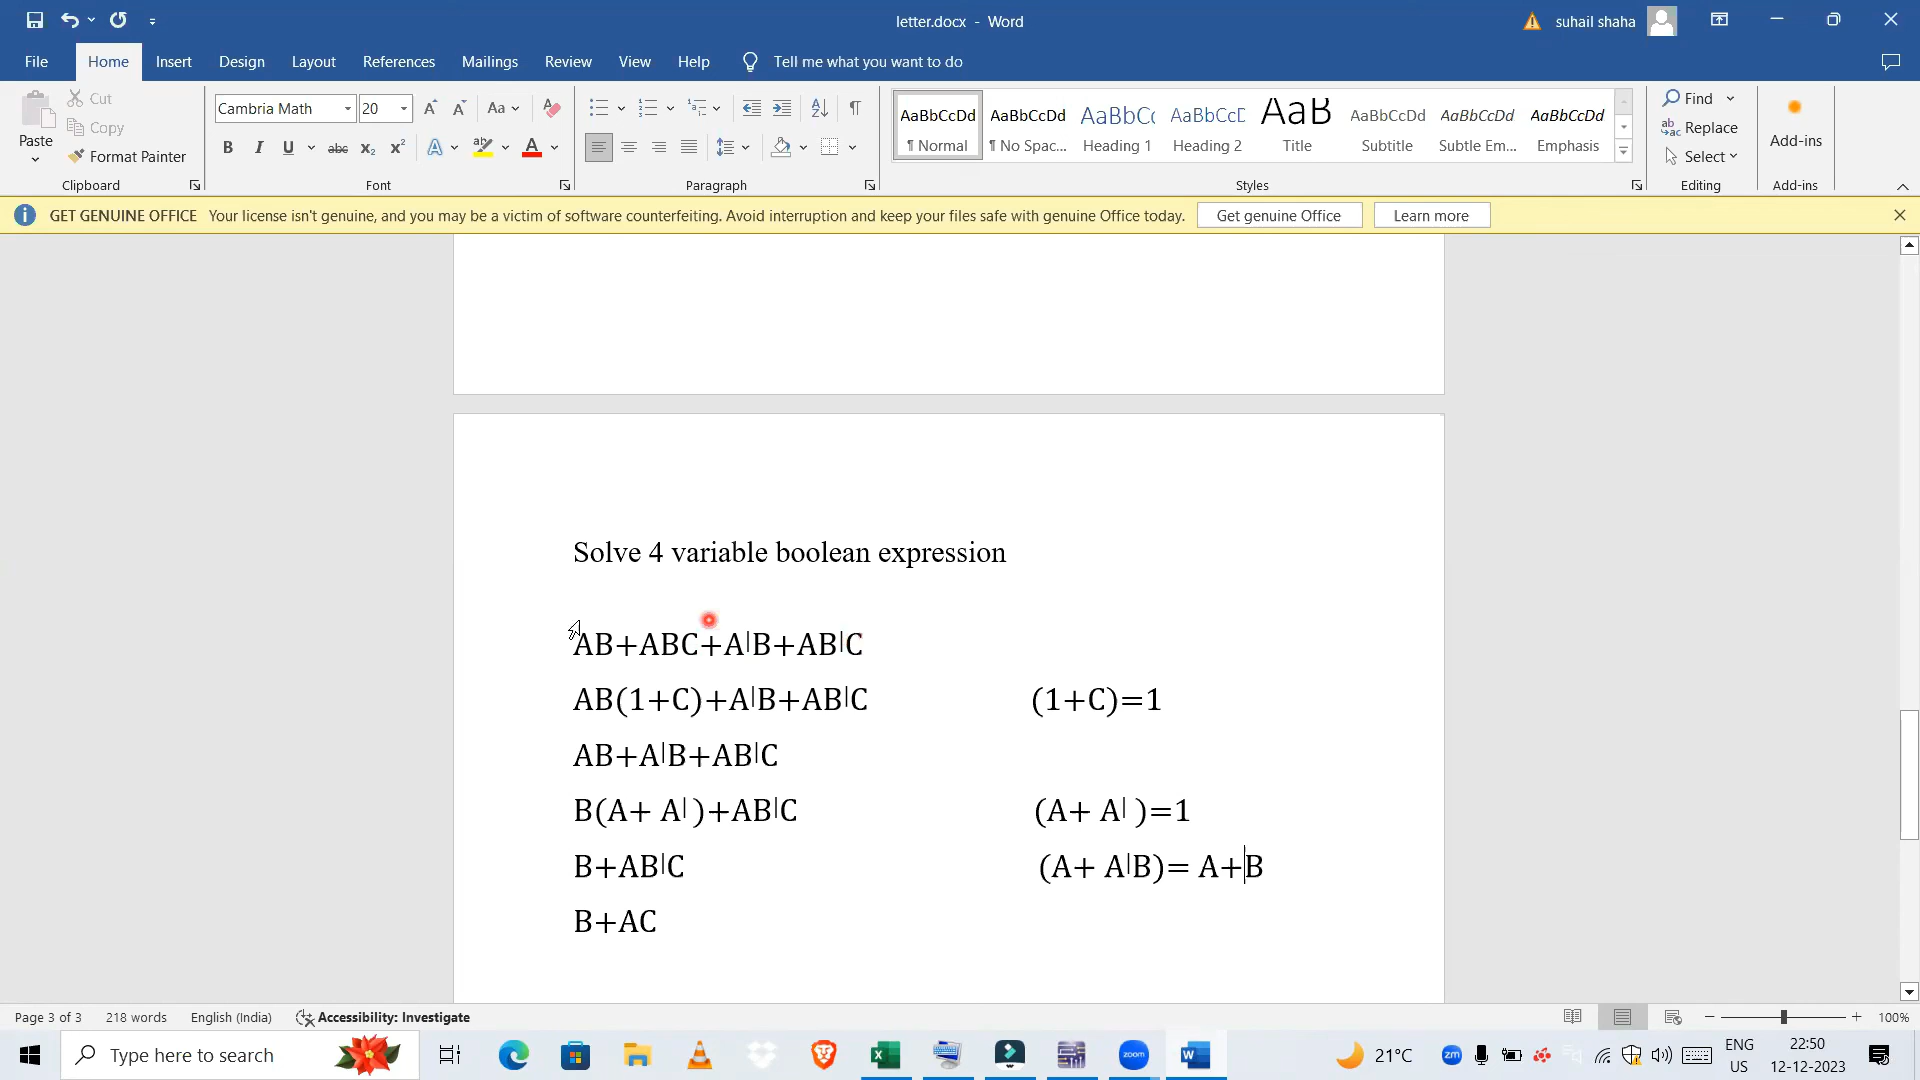 letter.docx - Word
suhail shaha
File Home Insert Design Layout References Mailings Review View Help Tell me what you want to do
Paste
Cut
Copy
Format Painter
Clipboard
Cambria Math 20
Aa
B I U abc x₂ x² A A
Font
Paragraph
AaBbCcDd ¶ Normal
AaBbCcDd ¶ No Spac...
AaBbCc Heading 1
AaBbCcD Heading 2
AaB Title
AaBbCcDd Subtitle
AaBbCcDd Subtle Em...
AaBbCcDd Emphasis
Styles
Find
Replace
Select
Editing
Add-ins
Add-ins
GET GENUINE OFFICE Your license isn't genuine, and you may be a victim of software counterfeiting. Avoid interruption and keep your files safe with genuine Office today. Get genuine Office Learn more
Solve 4 variable boolean expression
AB+ABC+A|B+AB|C
AB(1+C)+A|B+AB|C (1+C)=1
AB+A|B+AB|C
B(A+ A| )+AB|C (A+ A| )=1
B+AB|C (A+ A|B)= A+B
B+AC
Page 3 of 3 218 words English (India) Accessibility: Investigate 100%
Type here to search
zoom
21°C
zm
ENG
US
22:50
12-12-2023